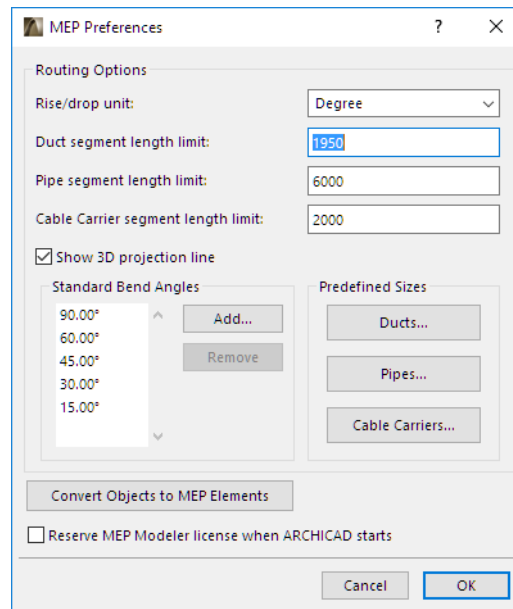 MEP Preferences
?
Routing Options
Rise/drop unit:
Degree
Duct segment length limit:
1950
Pipe segment length limit:
6000
Cable Carrier segment length limit:
2000
Show 3D projection line
Standard Bend Angles
90.00°
60.00°
45.00°
30.00°
15.00°
Add...
Remove
Predefined Sizes
Ducts...
Pipes...
Cable Carriers...
Convert Objects to MEP Elements
Reserve MEP Modeler license when ARCHICAD starts
Cancel
OK